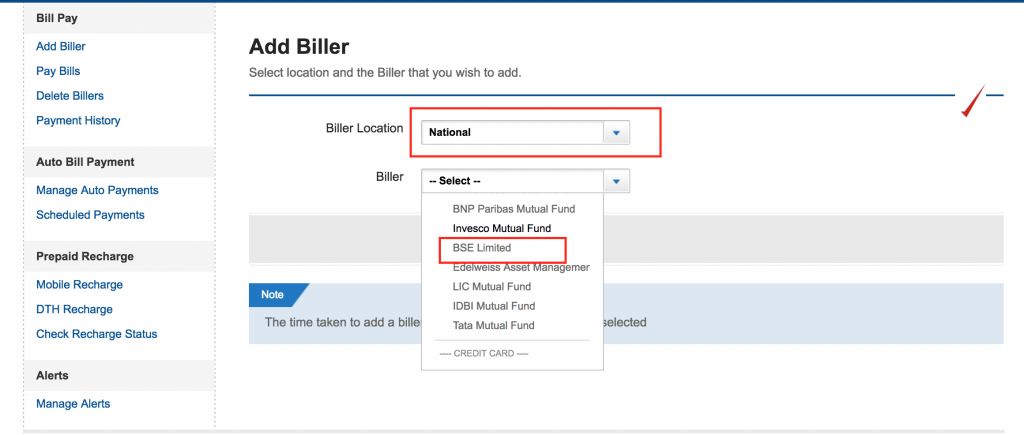 Bill Pay
Add Biller
Pay Bills
Delete Billers
Payment History
Auto Bill Payment
Manage Auto Payments
Scheduled Payments
Prepaid Recharge
Mobile Recharge
DTH Recharge
Check Recharge Status
Alerts
Manage Alerts
Add Biller
Select location and the Biller that you wish to add.
Biller Location National
Biller -- Select --
BNP Paribas Mutual Fund
Invesco Mutual Fund
BSE Limited
Edelweiss Asset Managemer
LIC Mutual Fund
IDBI Mutual Fund
Tata Mutual Fund
---- CREDIT CARD ----
Note
The time taken to add a bille selected